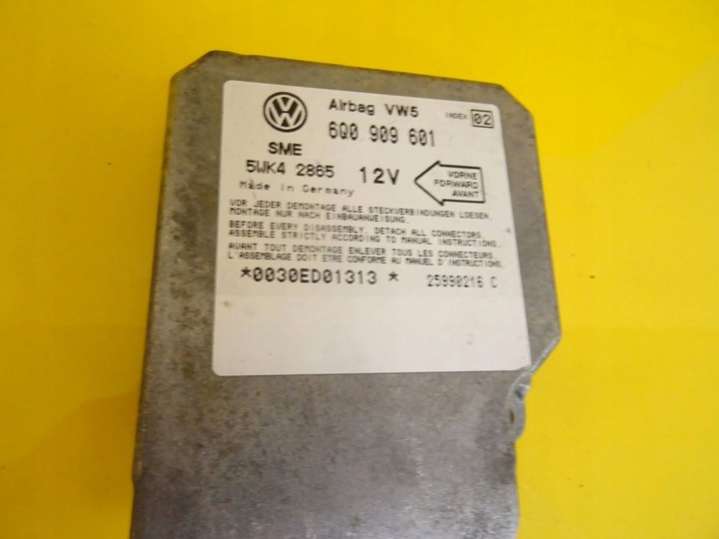 Airbag VW5 INDEX 02
6Q0 909 601
SME
5WK4 2865 12V
VORNE
FORWARD
AVANT
Made in Germany
VOR JEDER DEMONTAGE ALLE STECKVERBINDUNGEN LOESEN.
MONTAGE NUR NACH EINBAUANWEISUNG.
BEFORE EVERY DISASSEMBLY, DETACH ALL CONNECTORS.
ASSEMBLE STRICTLY ACCORDING TO MANUAL INSTRUCTIONS.
AVANT TOUT DEMONTAGE ENLEVER TOUS LES CONNECTEURS.
L'ASSEMBLAGE DOIT ETRE CONFORME AU MANUEL D'INSTRUCTIONS.
*0030ED01313 * 25990216 C